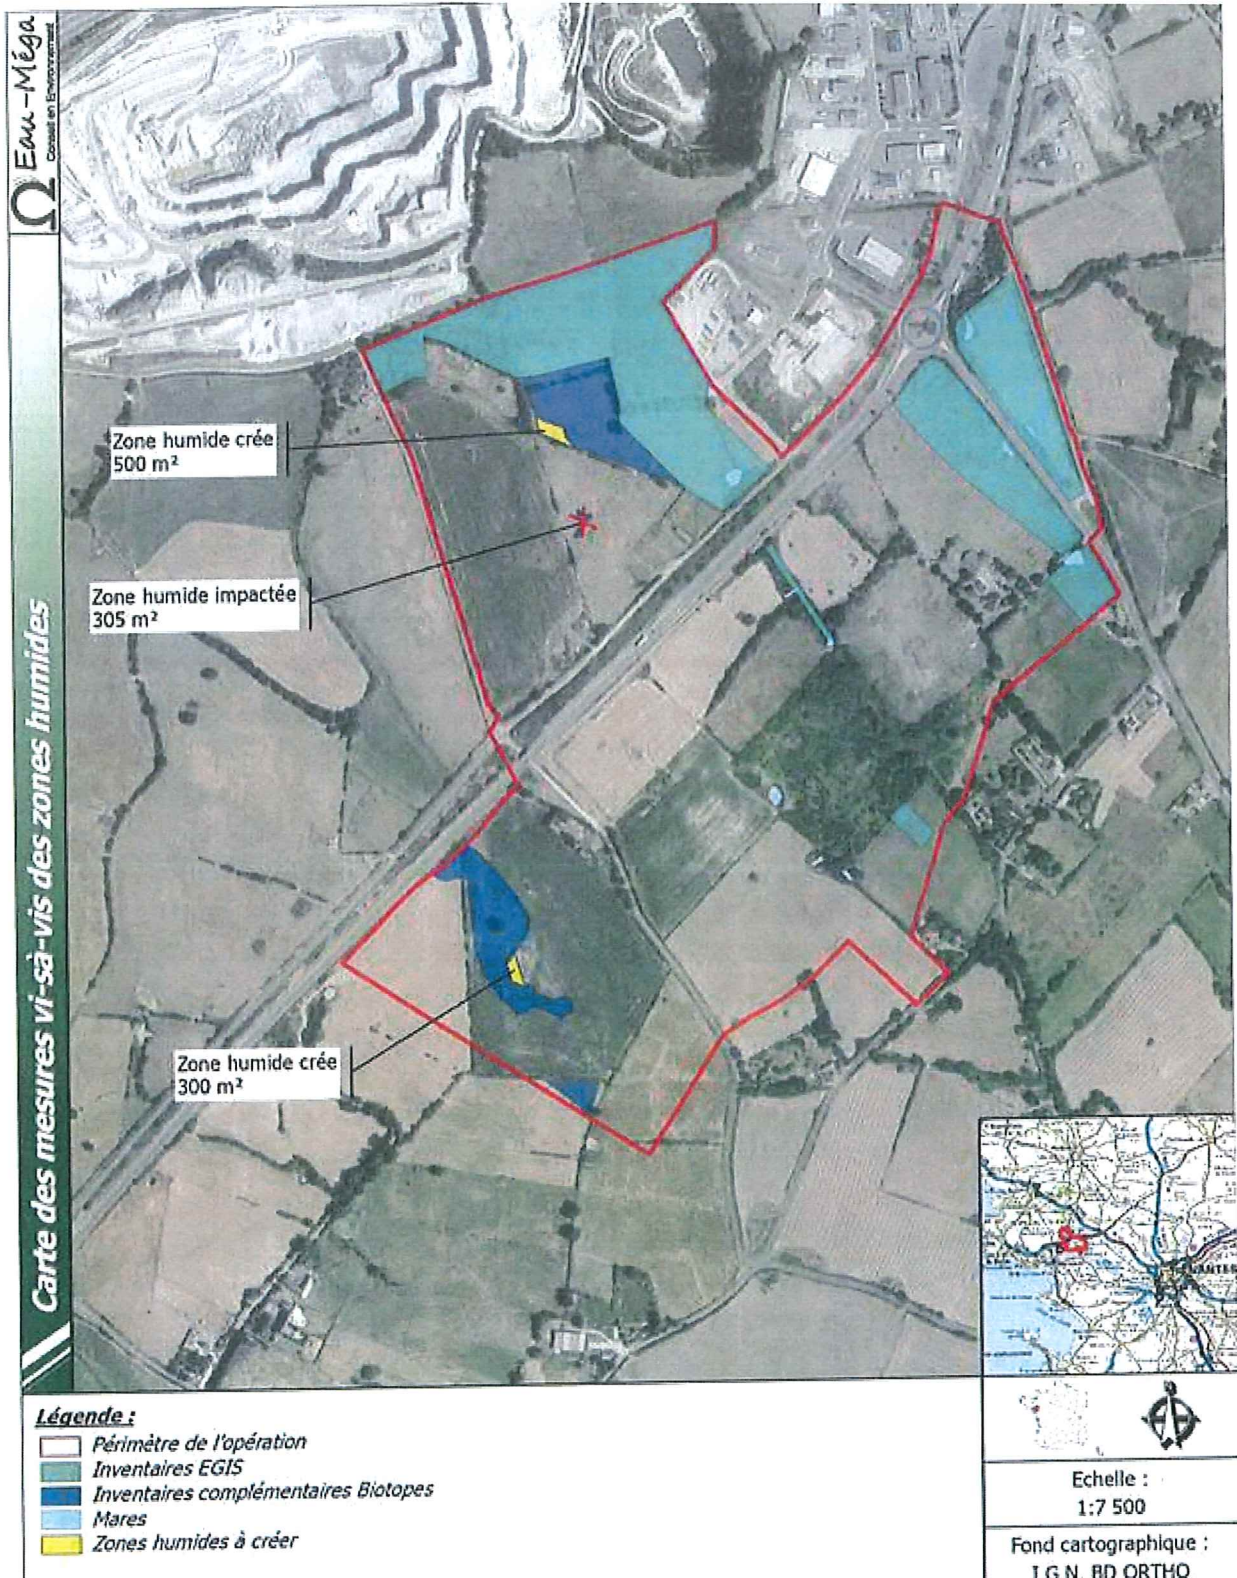 Eau-Méga
Conseil en Environnement
Carte des mesures vi-sà-vis des zones humides
Zone humide crée
500 m²
Zone humide impactée
305 m²
Zone humide crée
300 m²
NANTES
Légende :
Périmètre de l'opération
Inventaires EGIS
Inventaires complémentaires Biotopes
Mares
Zones humides à créer
Echelle :
1:7 500
Fond cartographique :
I.G.N. BD ORTHO